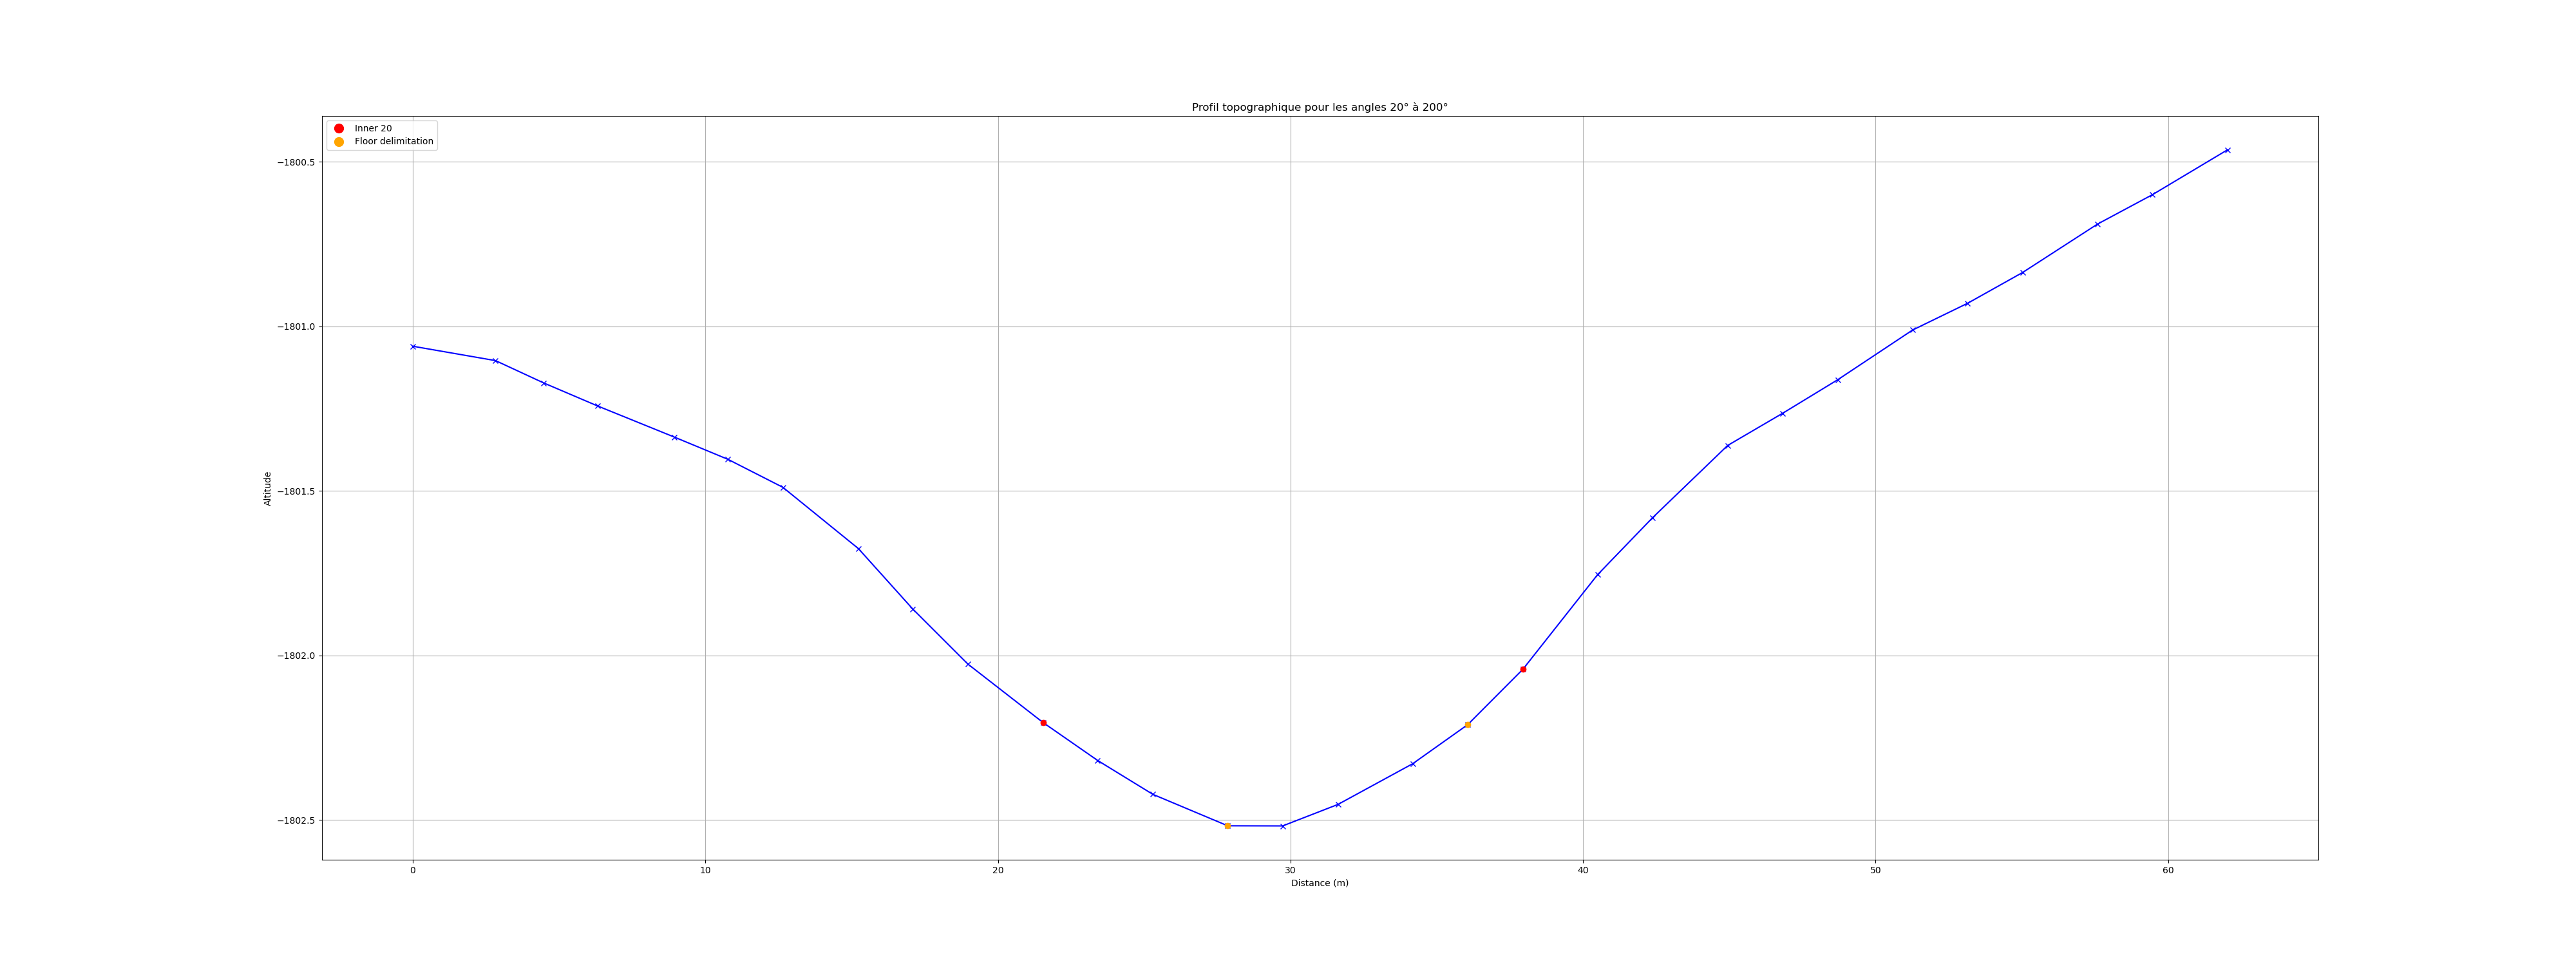 Profil topographique pour les angles 20° à 200°
Inner 20
Floor delimitation
−1800.5
−1801.0
−1801.5
−1802.0
−1802.5
Altitude
0 10 20 30 40 50 60
Distance (m)